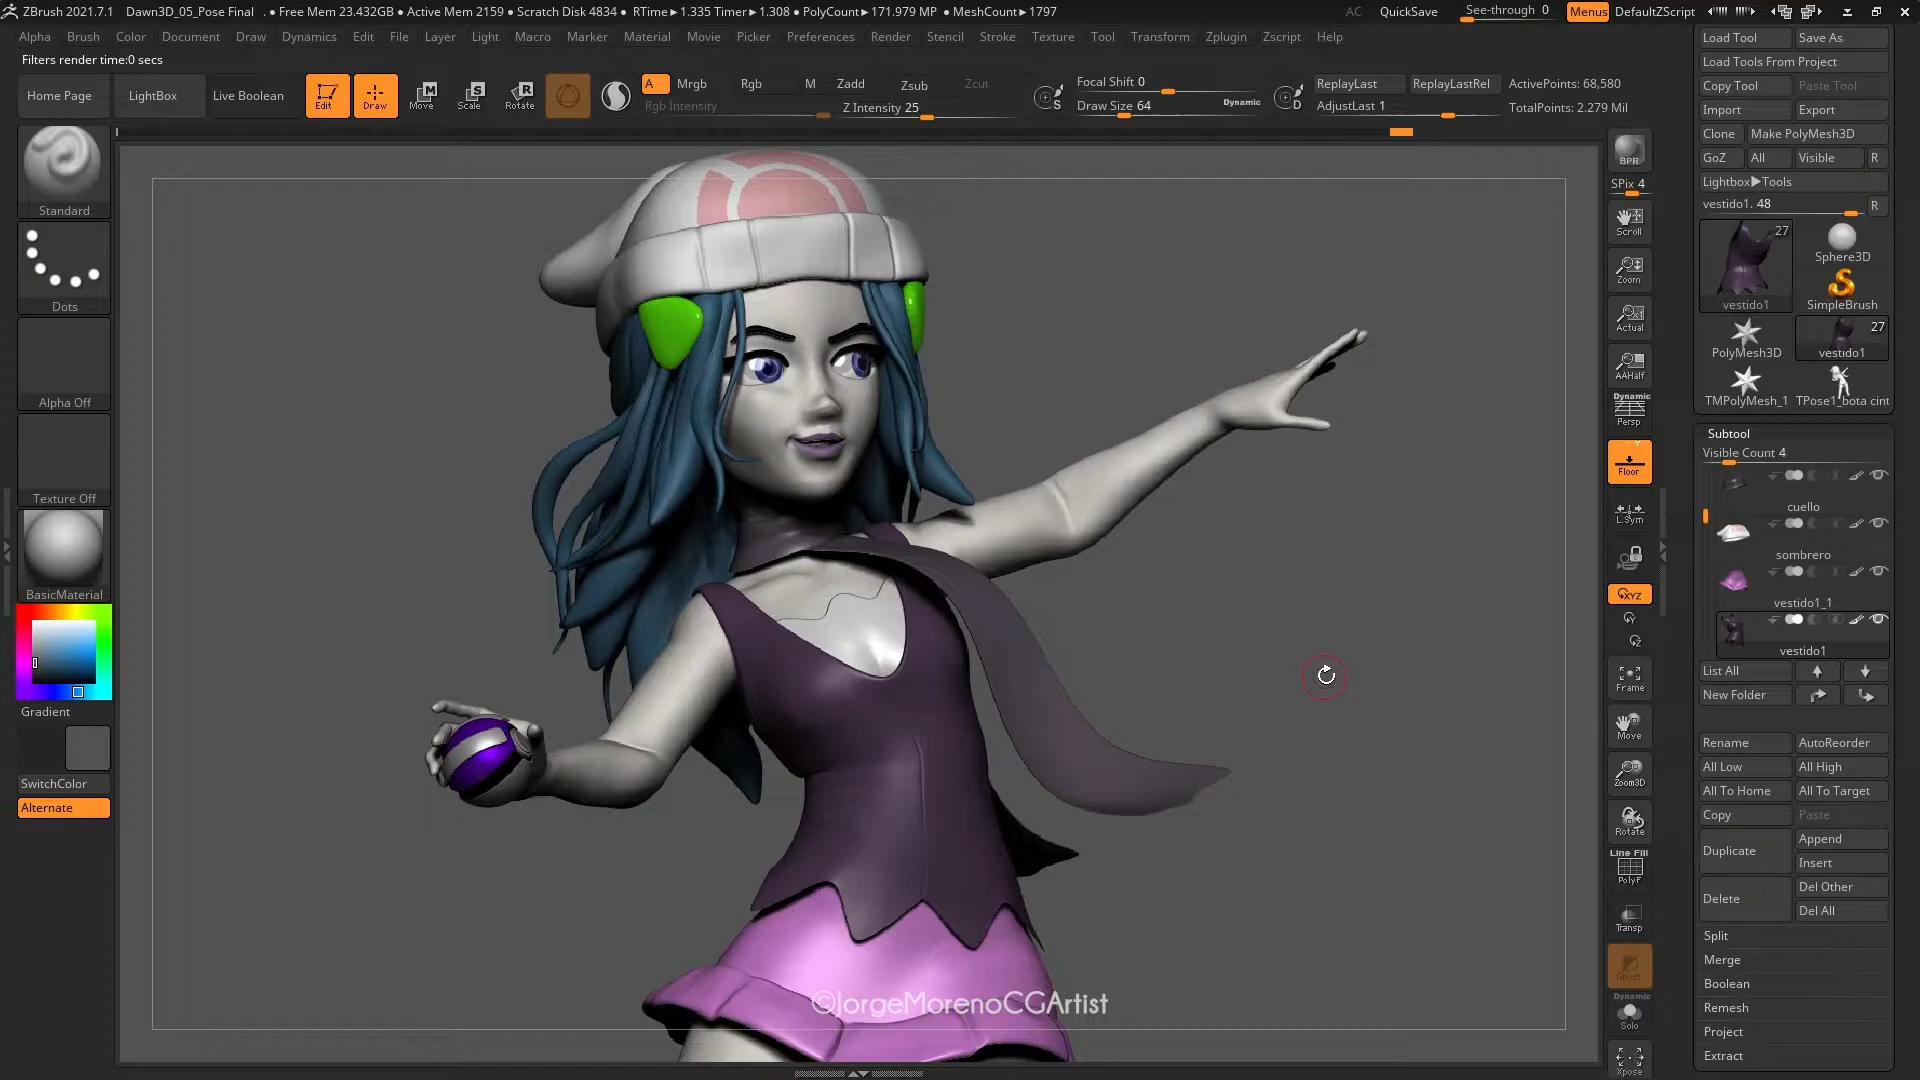 ZBrush 2021.7.1 Dawn3D_05_Pose Final . ● Free Mem 23.432GB ● Active Mem 2159 ● Scratch Disk 4834 ● RTime►1.335 Timer►1.308 ● PolyCount►171.979 MP ● MeshCount►1797 AC QuickSave See-through 0 Menus DefaultZScript
Alpha Brush Color Document Draw Dynamics Edit File Layer Light Macro Marker Material Movie Picker Preferences Render Stencil Stroke Texture Tool Transform Zplugin Zscript Help
Filters render time:0 secs
Home Page LightBox Live Boolean Edit Draw Move Scale Rotate
A Mrgb Rgb M Zadd Zsub Zcut
Rgb Intensity Z Intensity 25
Focal Shift 0
Draw Size 64 Dynamic
S D
ReplayLast ReplayLastRel ActivePoints: 68,580
AdjustLast 1 TotalPoints: 2.279 Mil
Standard
Dots
Alpha Off
Texture Off
BasicMaterial
Gradient
SwitchColor
Alternate
©JorgeMorenoCGArtist
BPR
SPix 4
Scroll
Zoom
Actual
AAHalf
Dynamic
Persp
Floor
L.Sym
XYZ
Frame
Move
Zoom3D
Rotate
Line Fill
PolyF
Transp
Ghost
Dynamic
Solo
Xpose
Load Tool Save As
Load Tools From Project
Copy Tool Paste Tool
Import Export
Clone Make PolyMesh3D
GoZ All Visible R
Lightbox►Tools
vestido1. 48 R
27
vestido1
Sphere3D
SimpleBrush
PolyMesh3D
27
vestido1
TMPolyMesh_1 TPose1_bota cint
Subtool
Visible Count 4
cuello
sombrero
vestido1_1
vestido1
List All
New Folder
Rename AutoReorder
All Low All High
All To Home All To Target
Copy Paste
Duplicate Append
Insert
Delete Del Other
Del All
Split
Merge
Boolean
Remesh
Project
Extract